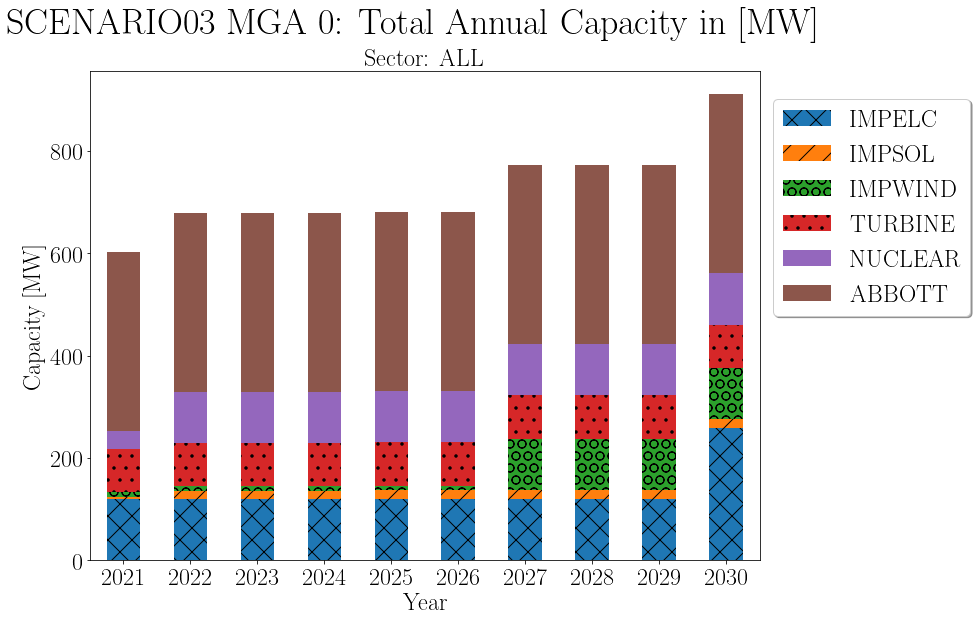 SCENARIO03 MGA 0: Total Annual Capacity in [MW]
Sector: ALL
Capacity [MW]
800
600
400
200
0
2021 2022 2023 2024 2025 2026 2027 2028 2029 2030
Year
IMPELC
IMPSOL
IMPWIND
TURBINE
NUCLEAR
ABBOTT